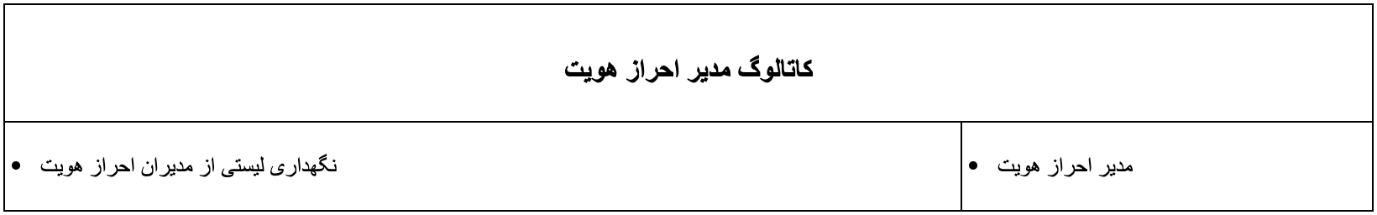 کاتالوگ مدیر احراز هویت
مدیر احراز هویت
نگهداری لیستی از مدیران احراز هویت